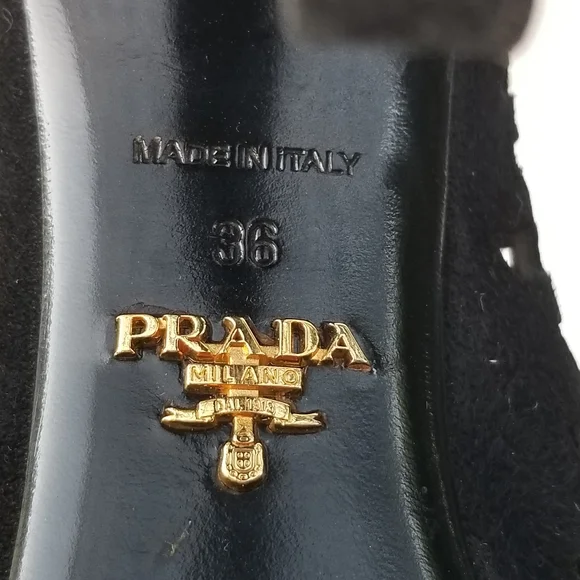 MADE IN ITALY
36
PRADA
MILANO
DAL 1913